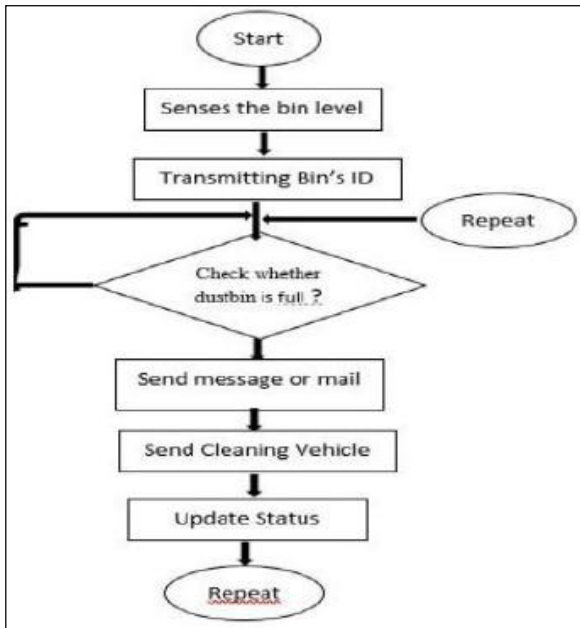 Start
Senses the bin level
Transmitting Bin's ID
Repeat
Check whether
dustbin is full ?
Send message or mail
Send Cleaning Vehicle
Update Status
Repeat